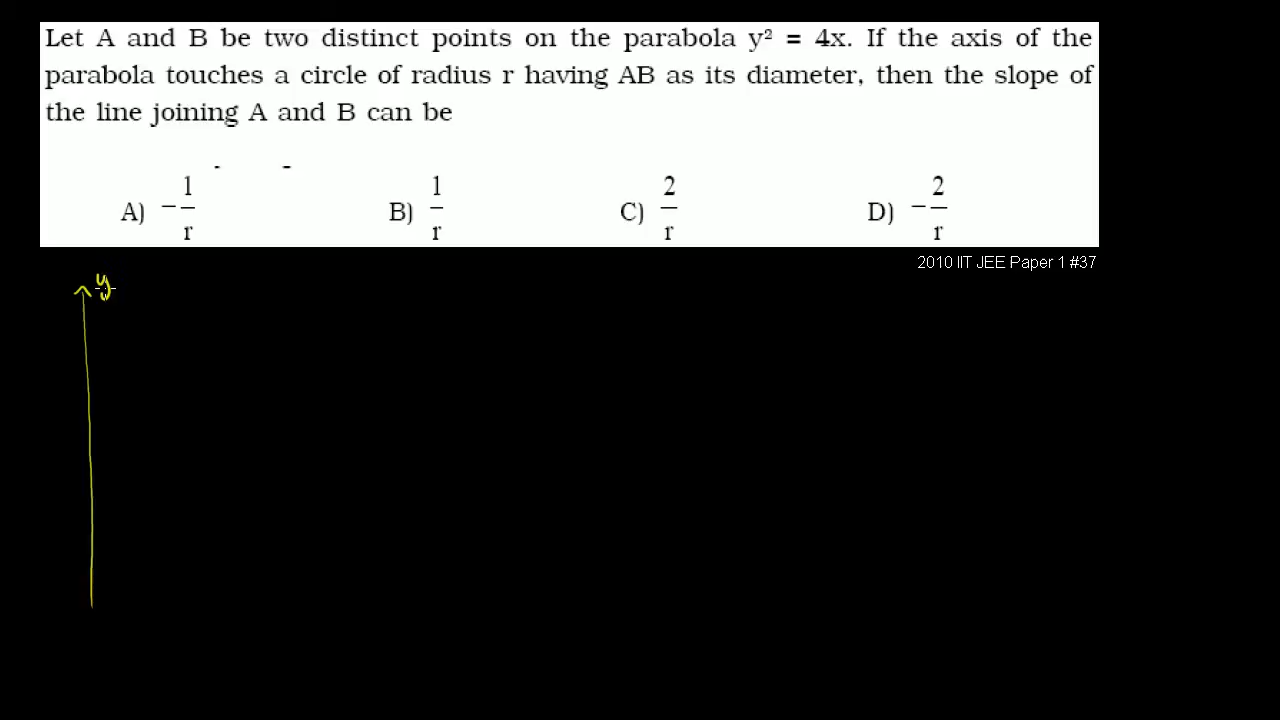 Let A and B be two distinct points on the parabola y² = 4x. If the axis of the
parabola touches a circle of radius r having AB as its diameter, then the slope of
the line joining A and B can be
A) −1/r B) 1/r C) 2/r D) −2/r
2010 IIT JEE Paper 1 #37
y